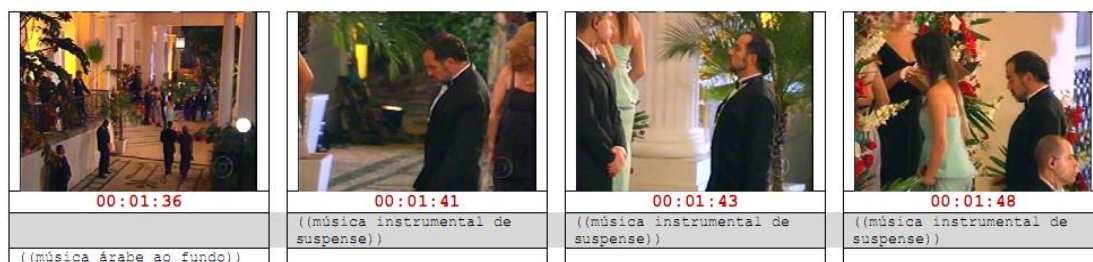 00:01:36
00:01:41
00:01:43
00:01:48
((música instrumental de
suspense))
((música instrumental de
suspense))
((música instrumental de
suspense))
((música árabe ao fundo))